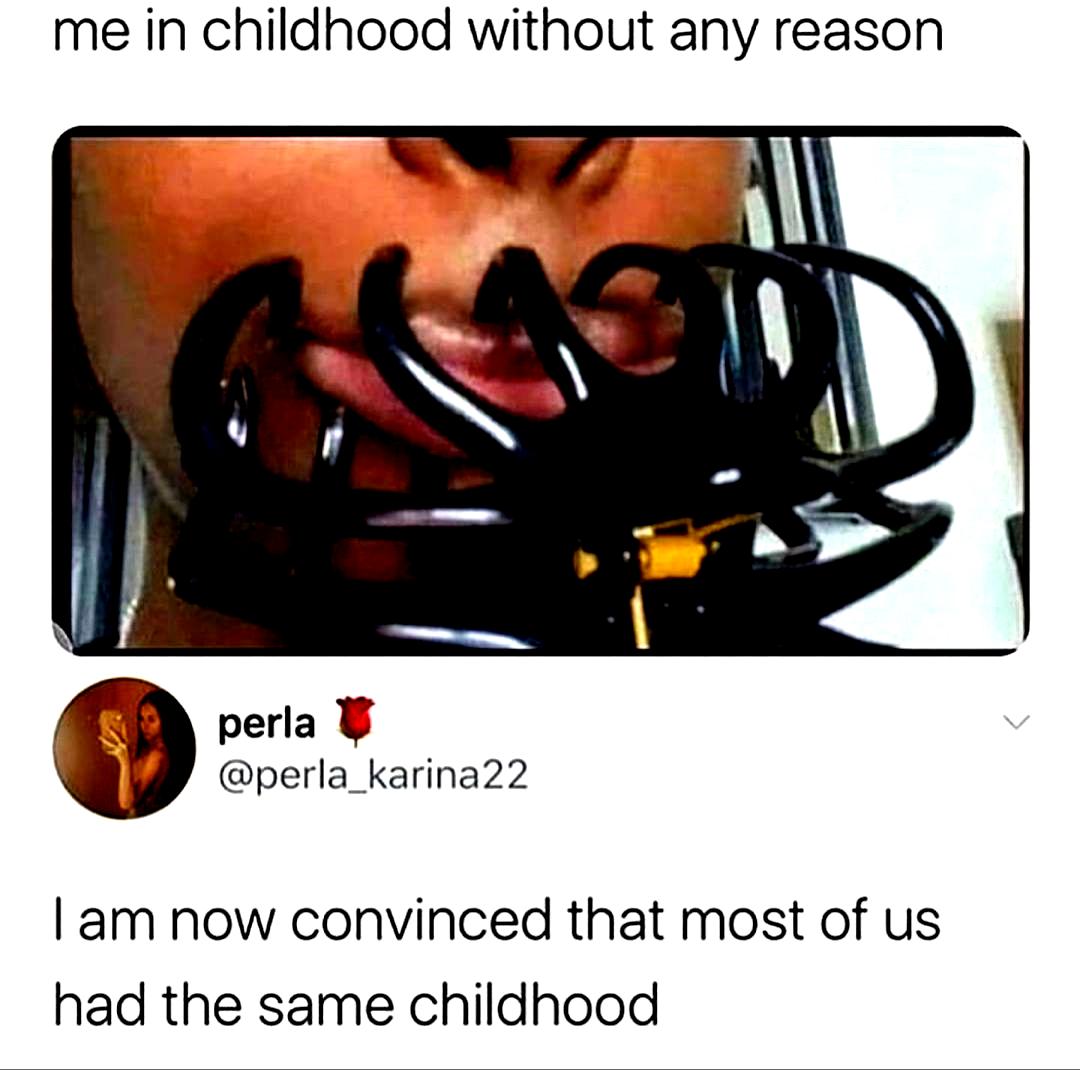 me in childhood without any reason
perla 🌹
@perla_karina22
I am now convinced that most of us
had the same childhood